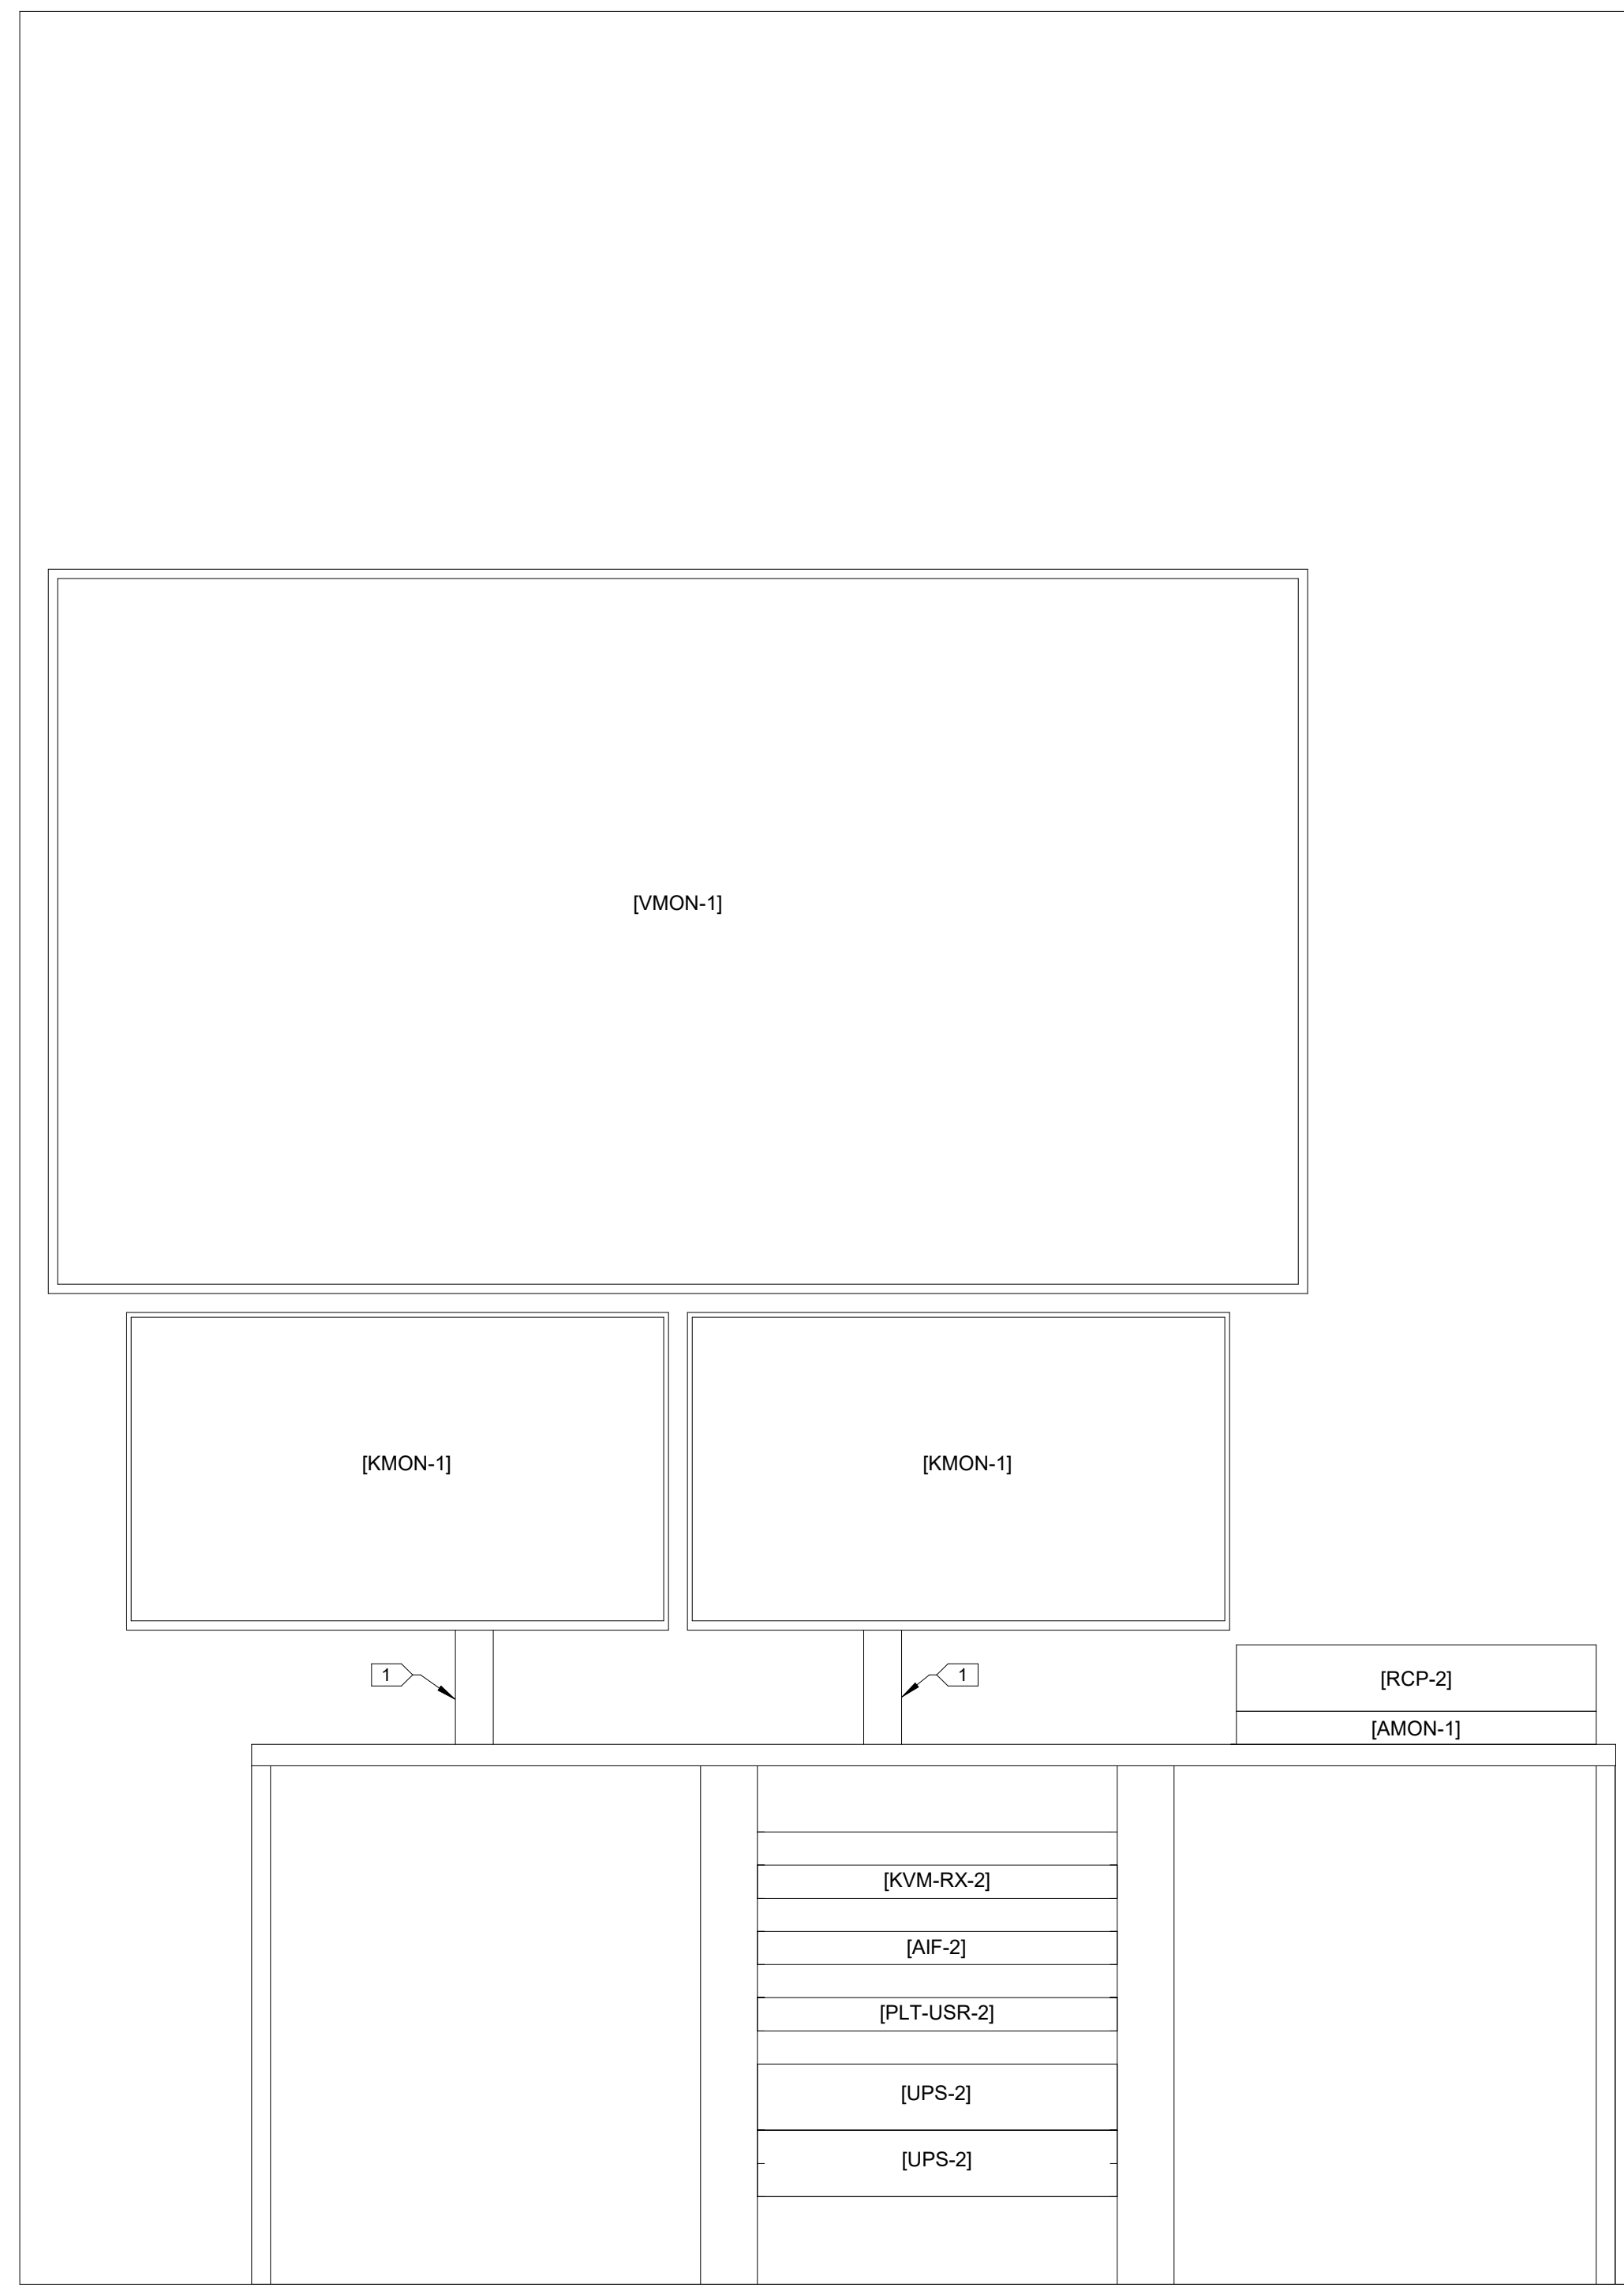 [VMON-1]
[KMON-1]
[KMON-1]
1
1
[RCP-2]
[AMON-1]
[KVM-RX-2]
[AIF-2]
[PLT-USR-2]
[UPS-2]
[UPS-2]